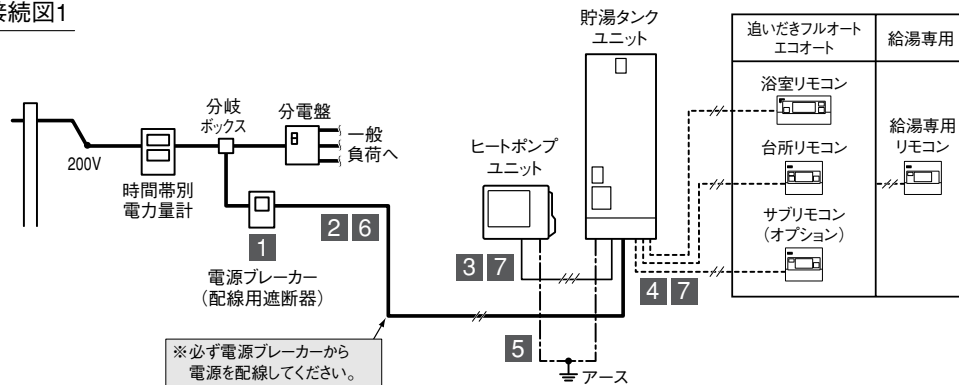 接続図1
200V
時間帯別
電力量計
分岐
ボックス
分電盤
一般
負荷へ
1
電源ブレーカー
(配線用遮断器)
2 6
※必ず電源ブレーカーから
電源を配線してください。
ヒートポンプ
ユニット
3 7
5
アース
貯湯タンク
ユニット
4 7
追いだきフルオート
エコオート
給湯専用
浴室リモコン
台所リモコン
サブリモコン
(オプション)
給湯専用
リモコン